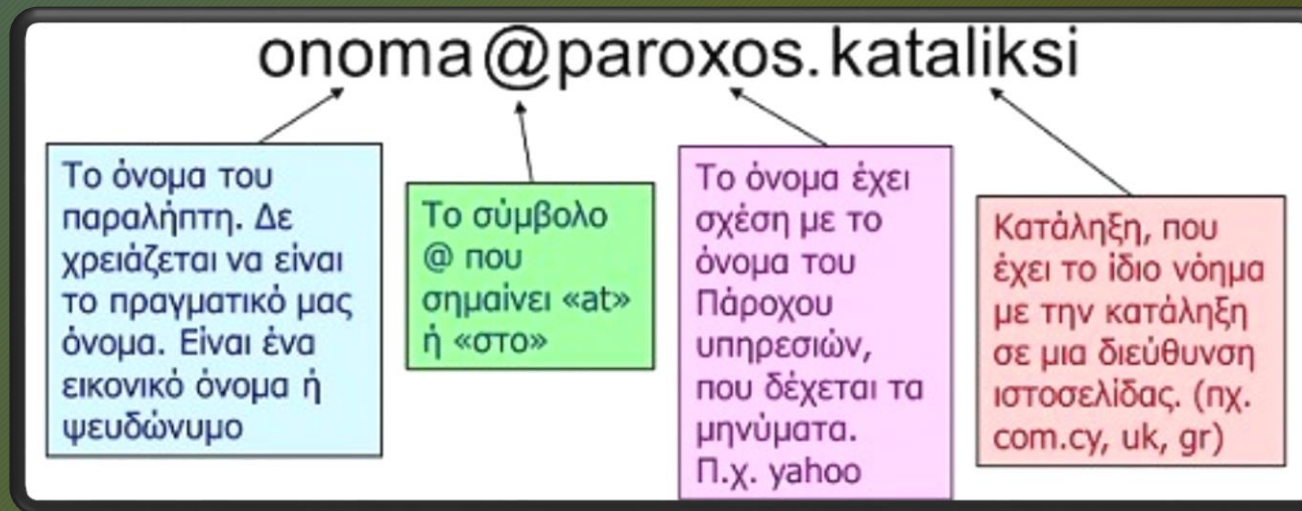 onoma@paroxos.kataliksi
Το όνομα του
παραλήπτη. Δε
χρειάζεται να είναι
το πραγματικό μας
όνομα. Είναι ένα
εικονικό όνομα ή
ψευδώνυμο
Το σύμβολο
@ που
σημαίνει «at»
ή «στο»
Το όνομα έχει
σχέση με το
όνομα του
Πάροχου
υπηρεσιών,
που δέχεται τα
μηνύματα.
Π.χ. yahoo
Κατάληξη, που
έχει το ίδιο νόημα
με την κατάληξη
σε μια διεύθυνση
ιστοσελίδας. (πχ.
com.cy, uk, gr)